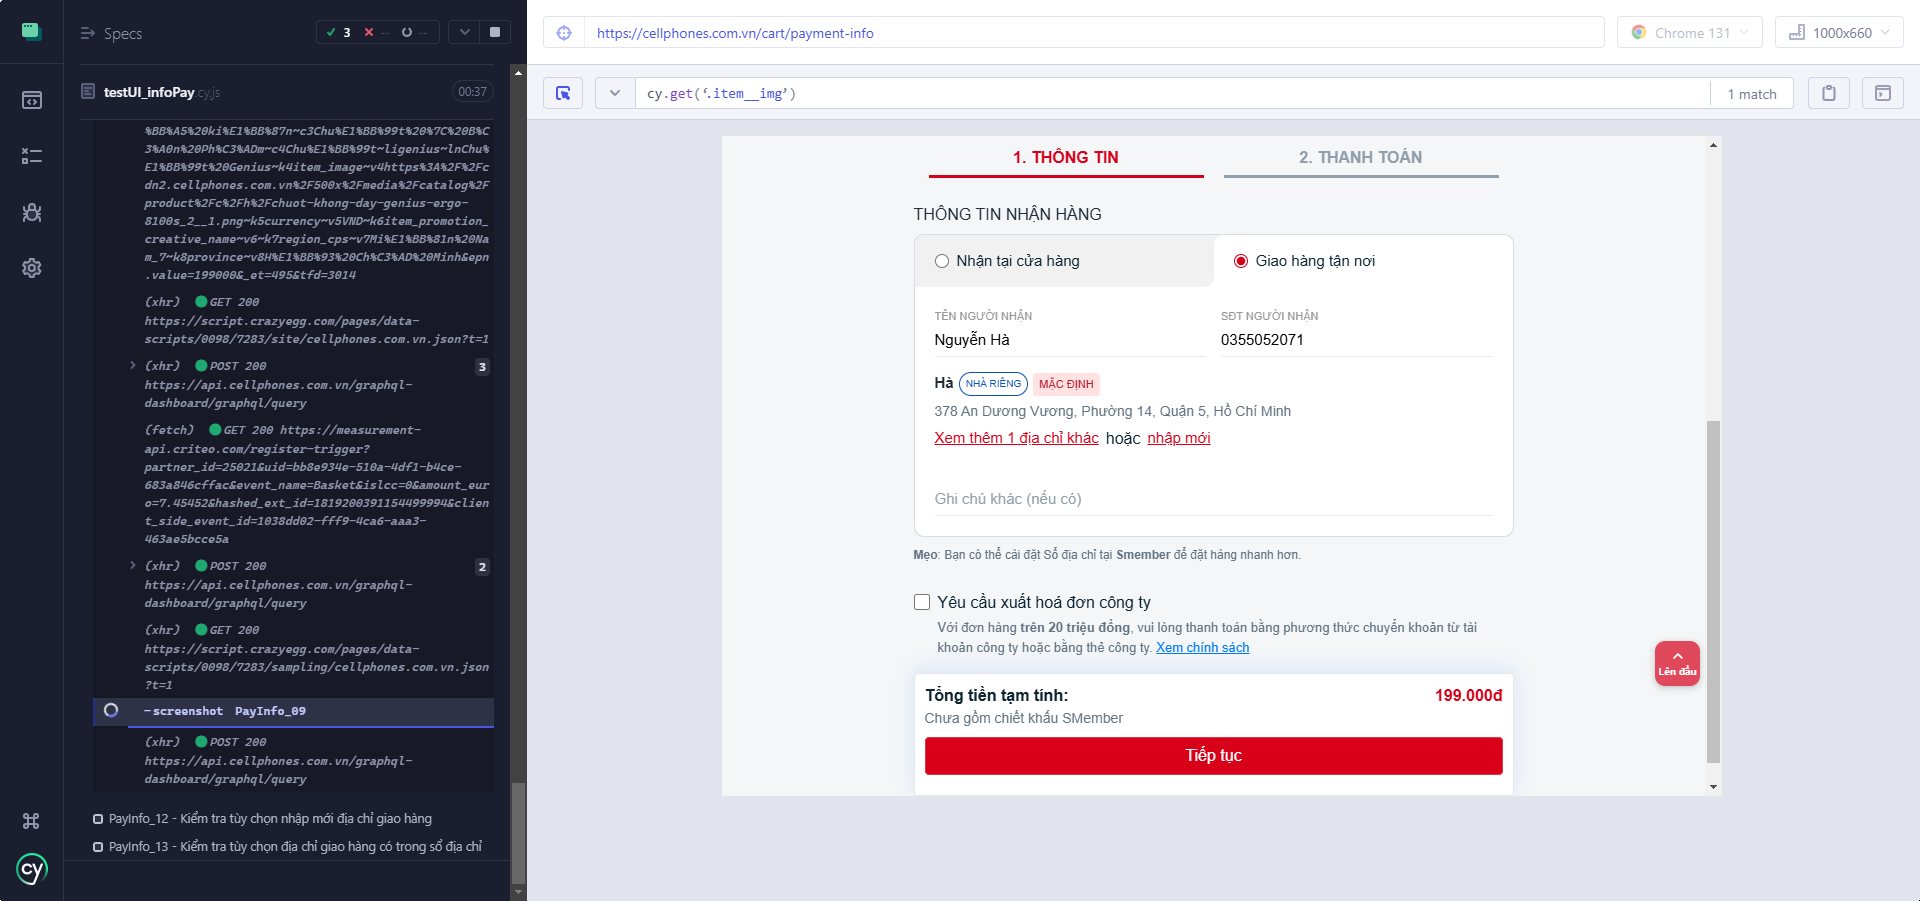 Specs
3
--
--
https://cellphones.com.vn/cart/payment-info
Chrome 131
1000x660
testUI_infoPay.cy.js
00:37
cy.get(‘.item__img’)
1 match
%BB%A5%20ki%E1%BB%87n~c3Chu%E1%BB%99t%20%7C%20B%C
3%A0n%20Ph%C3%ADm~c4Chu%E1%BB%99t~ligenius~lnChu%
E1%BB%99t%20Genius~k4item_image~v4https%3A%2F%2Fc
dn2.cellphones.com.vn%2F500x%2Fmedia%2Fcatalog%2F
product%2Fc%2Fh%2Fchuot-khong-day-genius-ergo-
8100s_2__1.png~k5currency~v5VND~k6item_promotion_
creative_name~v6~k7region_cps~v7Mi%E1%BB%81n%20Na
m_7~k8province~v8H%E1%BB%93%20Ch%C3%AD%20Minh&epn
.value=199000&_et=495&tfd=3014
(xhr) GET 200
https://script.crazyegg.com/pages/data-
scripts/0098/7283/site/cellphones.com.vn.json?t=1
(xhr) POST 200
3
https://api.cellphones.com.vn/graphql-
dashboard/graphql/query
(fetch) GET 200 https://measurement-
api.criteo.com/register-trigger?
partner_id=25021&uid=bb8e934e-510a-4df1-b4ce-
683a846cffac&event_name=Basket&islcc=0&amount_eur
o=7.45452&hashed_ext_id=1819200391154499994&clien
t_side_event_id=1038dd02-fff9-4ca6-aaa3-
463ae5bcce5a
(xhr) POST 200
2
https://api.cellphones.com.vn/graphql-
dashboard/graphql/query
(xhr) GET 200
https://script.crazyegg.com/pages/data-
scripts/0098/7283/sampling/cellphones.com.vn.json
?t=1
-screenshot PayInfo_09
(xhr) POST 200
https://api.cellphones.com.vn/graphql-
dashboard/graphql/query
PayInfo_12 - Kiểm tra tùy chọn nhập mới địa chỉ giao hàng
PayInfo_13 - Kiểm tra tùy chọn địa chỉ giao hàng có trong sổ địa chỉ
cy
1. THÔNG TIN
2. THANH TOÁN
THÔNG TIN NHẬN HÀNG
Nhận tại cửa hàng
Giao hàng tận nơi
TÊN NGƯỜI NHẬN
SĐT NGƯỜI NHẬN
Nguyễn Hà
0355052071
Hà NHÀ RIÊNG MẶC ĐỊNH
378 An Dương Vương, Phường 14, Quận 5, Hồ Chí Minh
Xem thêm 1 địa chỉ khác hoặc nhập mới
Ghi chú khác (nếu có)
Mẹo: Bạn có thể cài đặt Sổ địa chỉ tại Smember để đặt hàng nhanh hơn.
Yêu cầu xuất hoá đơn công ty
Với đơn hàng trên 20 triệu đồng, vui lòng thanh toán bằng phương thức chuyển khoản từ tài
khoản công ty hoặc bằng thẻ công ty. Xem chính sách
Lên đầu
Tổng tiền tạm tính:
199.000đ
Chưa gồm chiết khấu SMember
Tiếp tục